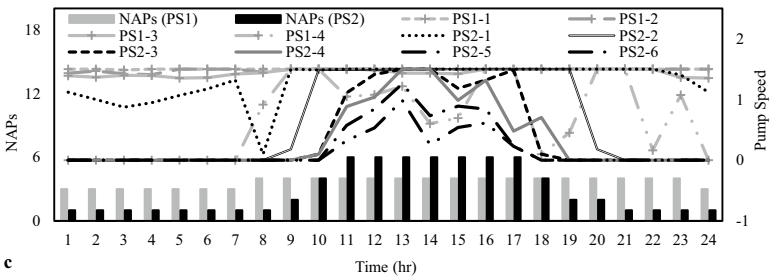 NAPs (PS1) NAPs (PS2) PS1-1 PS1-2
PS1-3 PS1-4 PS2-1 PS2-2
PS2-3 PS2-4 PS2-5 PS2-6
18
12
6
0
NAPs
2
1
0
-1
Pump Speed
1 2 3 4 5 6 7 8 9 10 11 12 13 14 15 16 17 18 19 20 21 22 23 24
Time (hr)
c